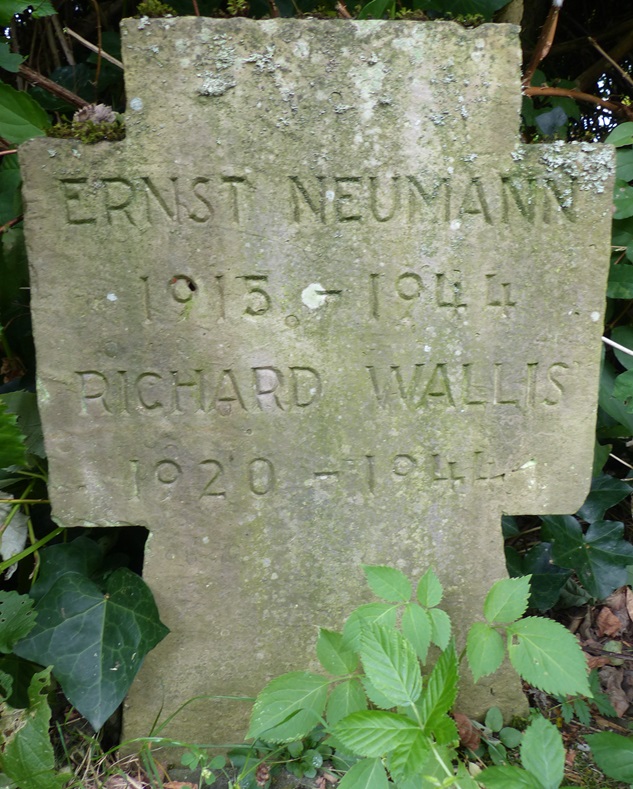 ERNST NEUMANN
1915 - 1944
RICHARD WALLIS
1920 - 1944